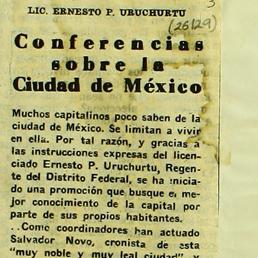 3
LIC. ERNESTO P. URUCHURTU
(26129)
Conferencias
sobre la
Ciudad de México
Muchos capitalinos poco saben de la
ciudad de México. Se limitan a vivir
en ella. Por tal razón, y gracias a
las instrucciones expresas del licen-
ciado Ernesto P. Uruchurtu, Regen-
te del Distrito Federal, se ha inicia-
do una promoción que busque el me-
jor conocimiento de la capital por
parte de sus propios habitantes.
..Como coordinadores han actuado
Salvador Novo, cronista de esta
"muy noble y muy leal ciudad", y